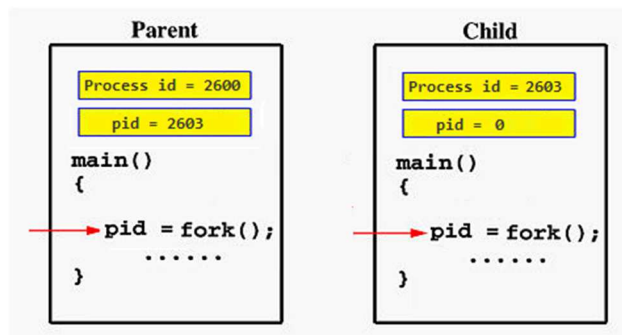 Parent
Process id = 2600
pid = 2603
main()
{
pid = fork();
......
}
Child
Process id = 2603
pid = 0
main()
{
pid = fork();
......
}